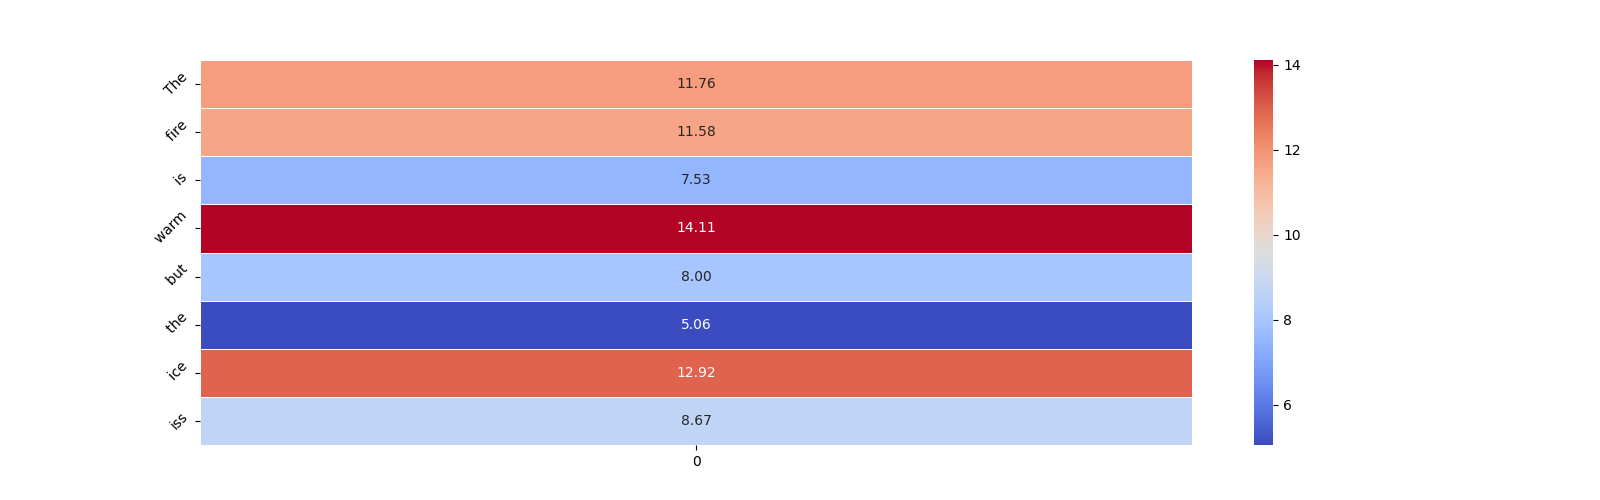 The 11.76
fire 11.58
is 7.53
warm 14.11
but 8.00
the 5.06
ice 12.92
iss 8.67
0
14
12
10
8
6